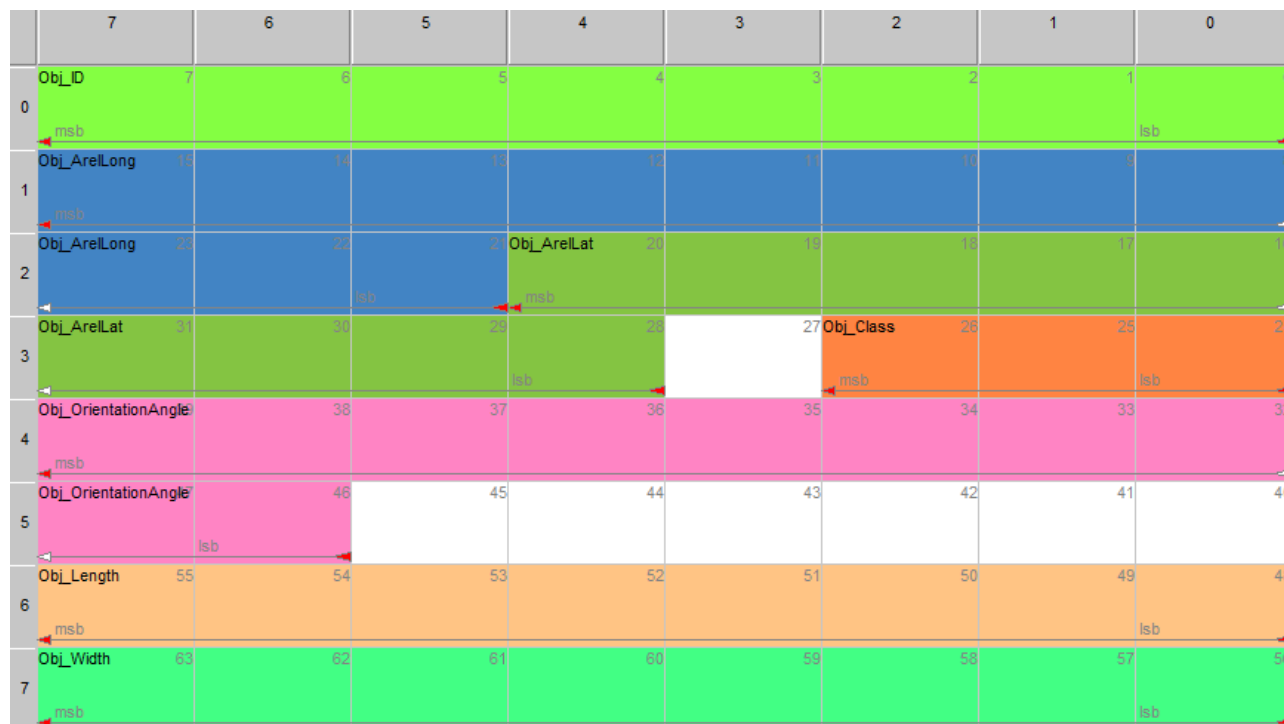 7 6 5 4 3 2 1 0
Obj_ID 7 6 5 4 3 2 1
0
msb lsb
Obj_ArelLong 15 14 13 12 11 10 9
1
msb
Obj_ArelLong 23 22 21 Obj_ArelLat 20 19 18 17 16
2
lsb msb
Obj_ArelLat 31 30 29 28 27 Obj_Class 26 25
3
lsb msb lsb
Obj_OrientationAngle 38 37 36 35 34 33
4
msb
Obj_OrientationAngle 46 45 44 43 42 41
5
lsb
Obj_Length 55 54 53 52 51 50 49
6
msb lsb
Obj_Width 63 62 61 60 59 58 57
7
msb lsb